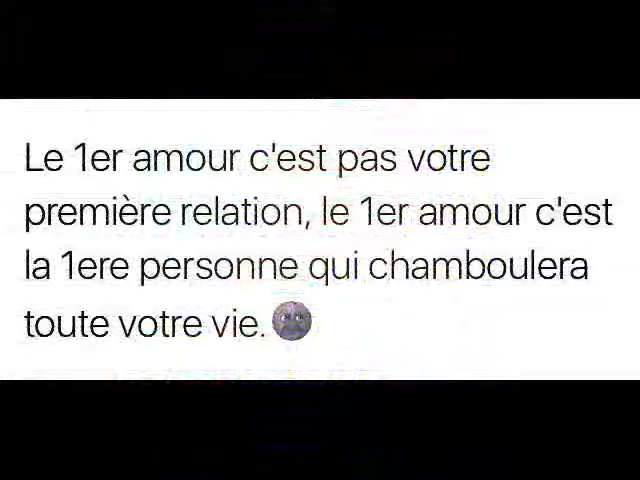 Le 1er amour c'est pas votre
première relation, le 1er amour c'est
la 1ere personne qui chamboulera
toute votre vie.🌚